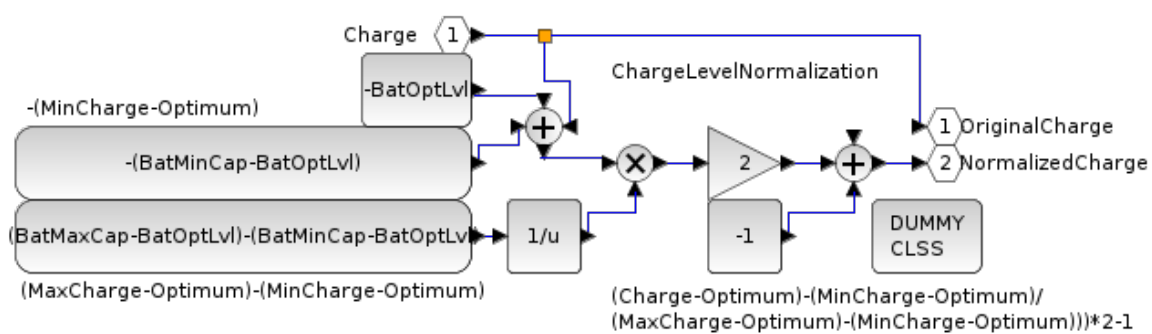 Charge
1
ChargeLevelNormalization
-BatOptLvl
-(MinCharge-Optimum)
1
OriginalCharge
-(BatMinCap-BatOptLvl)
2
2
NormalizedCharge
(BatMaxCap-BatOptLvl)-(BatMinCap-BatOptLv
1/u
-1
DUMMY
CLSS
(MaxCharge-Optimum)-(MinCharge-Optimum)
(Charge-Optimum)-(MinCharge-Optimum)/
(MaxCharge-Optimum)-(MinCharge-Optimum)))*2-1